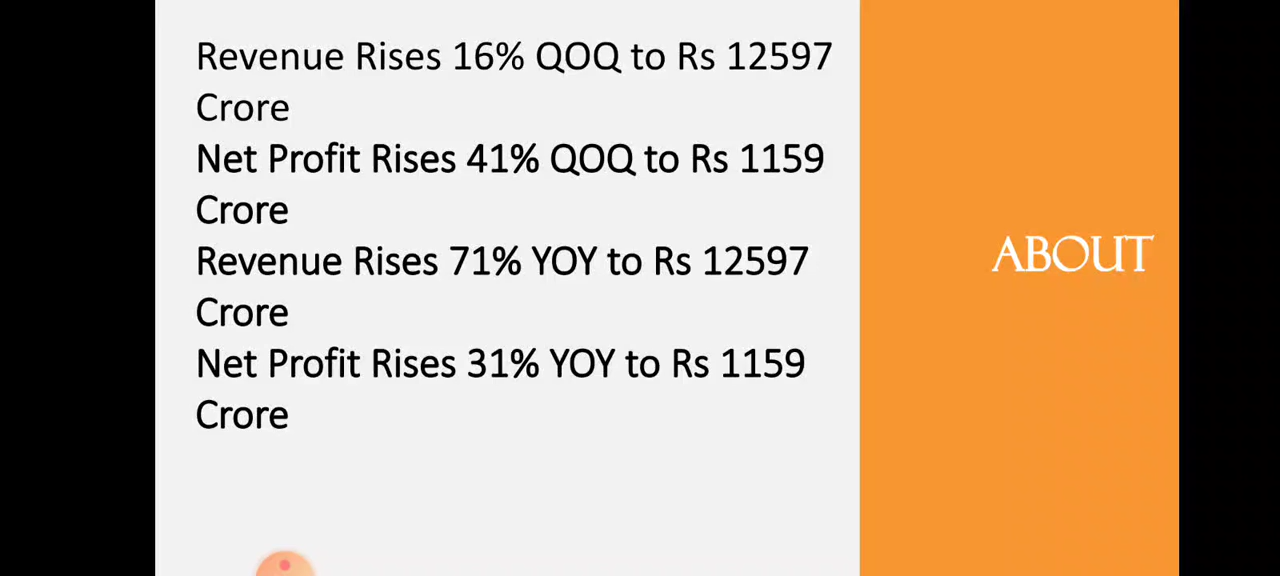 Revenue Rises 16% QOQ to Rs 12597
Crore
Net Profit Rises 41% QOQ to Rs 1159
Crore
Revenue Rises 71% YOY to Rs 12597
Crore
Net Profit Rises 31% YOY to Rs 1159
Crore
ABOUT